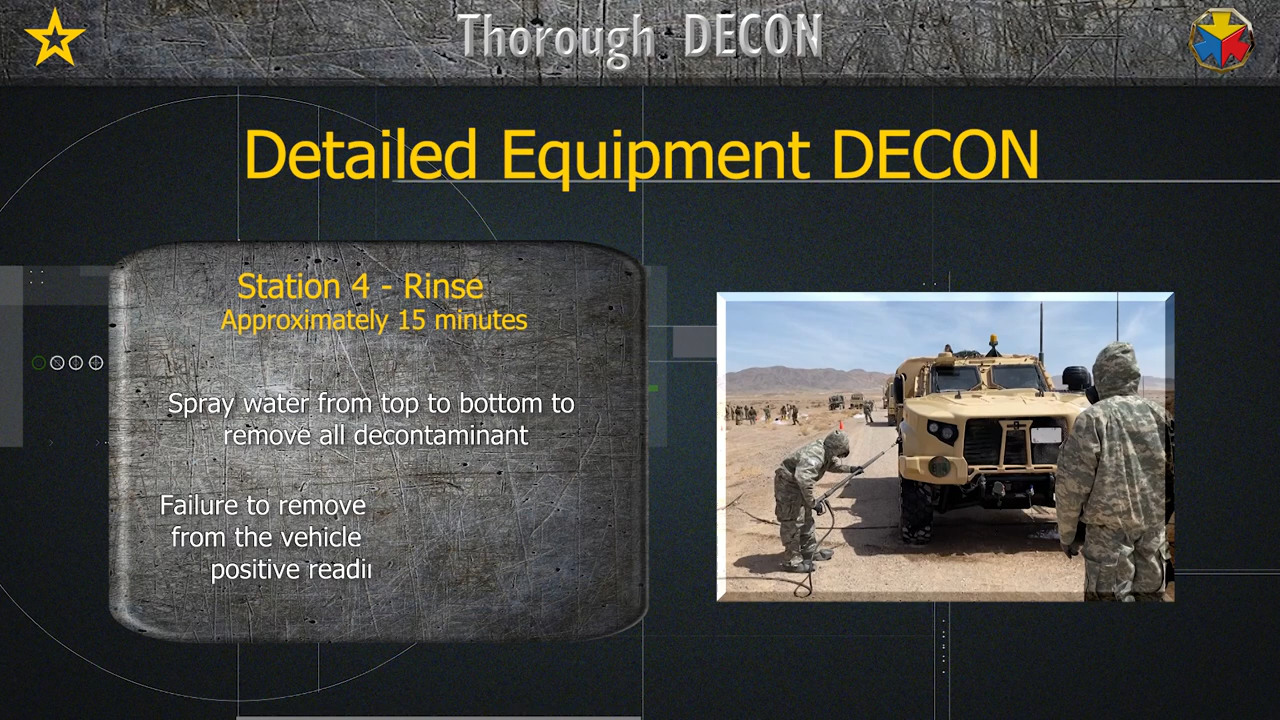 Thorough DECON
Detailed Equipment DECON
Station 4 - Rinse
Approximately 15 minutes
Spray water from top to bottom to
remove all decontaminant
Failure to remove
from the vehicle
positive